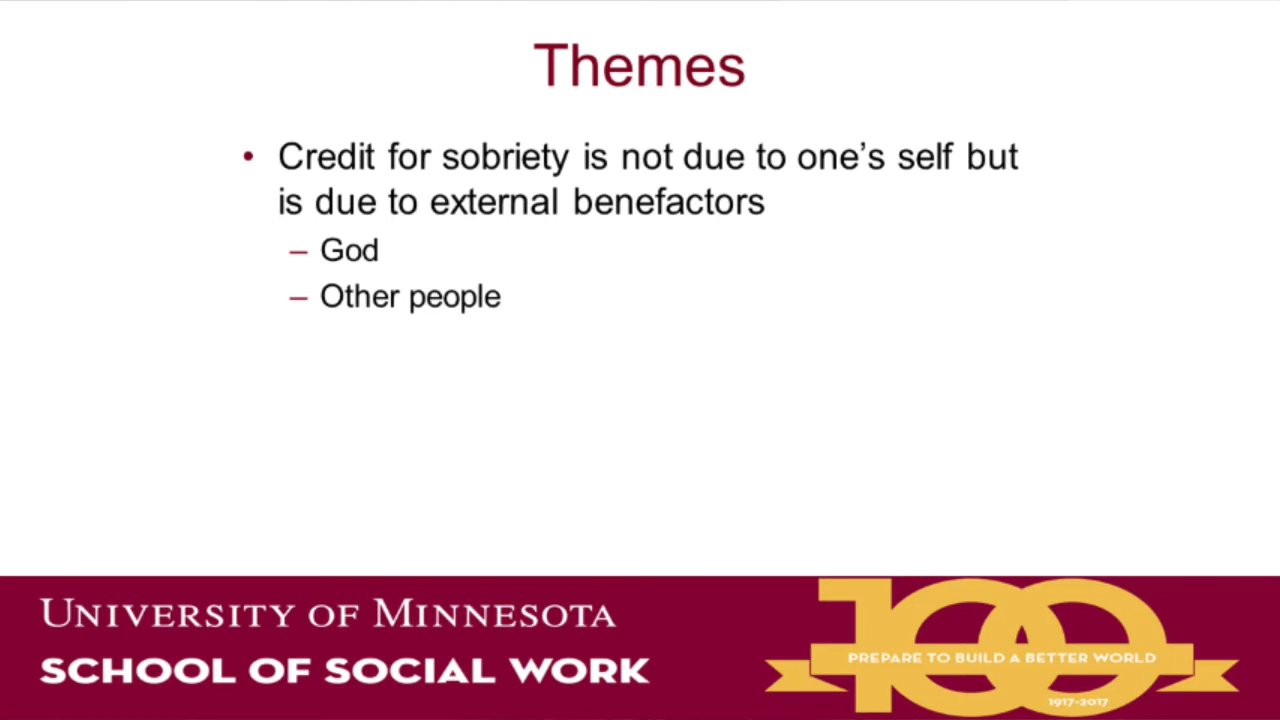 Themes
• Credit for sobriety is not due to one’s self but
is due to external benefactors
– God
– Other people
UNIVERSITY OF MINNESOTA
SCHOOL OF SOCIAL WORK
100
PREPARE TO BUILD A BETTER WORLD
1917-2017